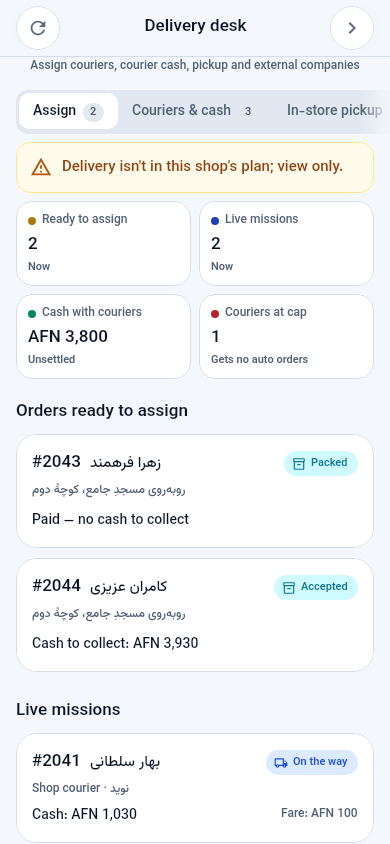 Delivery desk
Assign couriers, courier cash, pickup and external companies
Assign 2 Couriers & cash 3 In-store pickup
Delivery isn't in this shop's plan; view only.
Ready to assign
2
Now
Live missions
2
Now
Cash with couriers
AFN 3,800
Unsettled
Couriers at cap
1
Gets no auto orders
Orders ready to assign
#2043 زهرا فرهمند Packed
روبه‌روی مسجد جامع، کوچهٔ دوم
Paid — no cash to collect
#2044 کامران عزیزی Accepted
روبه‌روی مسجد جامع، کوچهٔ دوم
Cash to collect: AFN 3,930
Live missions
#2041 بهار سلطانی On the way
Shop courier · نوید
Cash: AFN 1,030 Fare: AFN 100